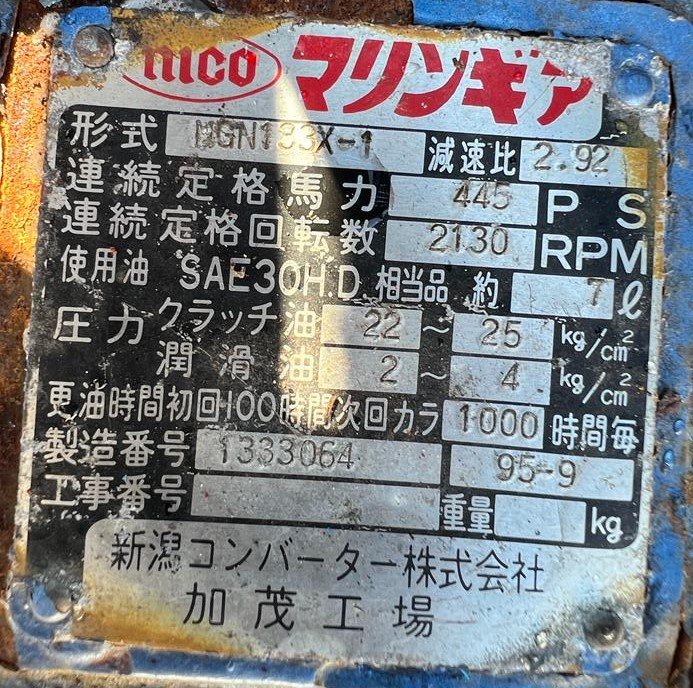 nico マリンギア
形式 MGN133X-1 減速比 2.92
連続定格馬力 445 PS
連続定格回転数 2130 RPM
使用油 SAE30H.D 相当品 約 7ℓ
圧力 クラッチ油 22 ~ 25 kg/cm²
潤滑油 2 ~ 4 kg/cm²
更油時間初回100時間次回カラ 1000 時間毎
製造番号 1333064 95-9
工事番号 重量 kg
新潟コンバーター株式会社
加茂工場